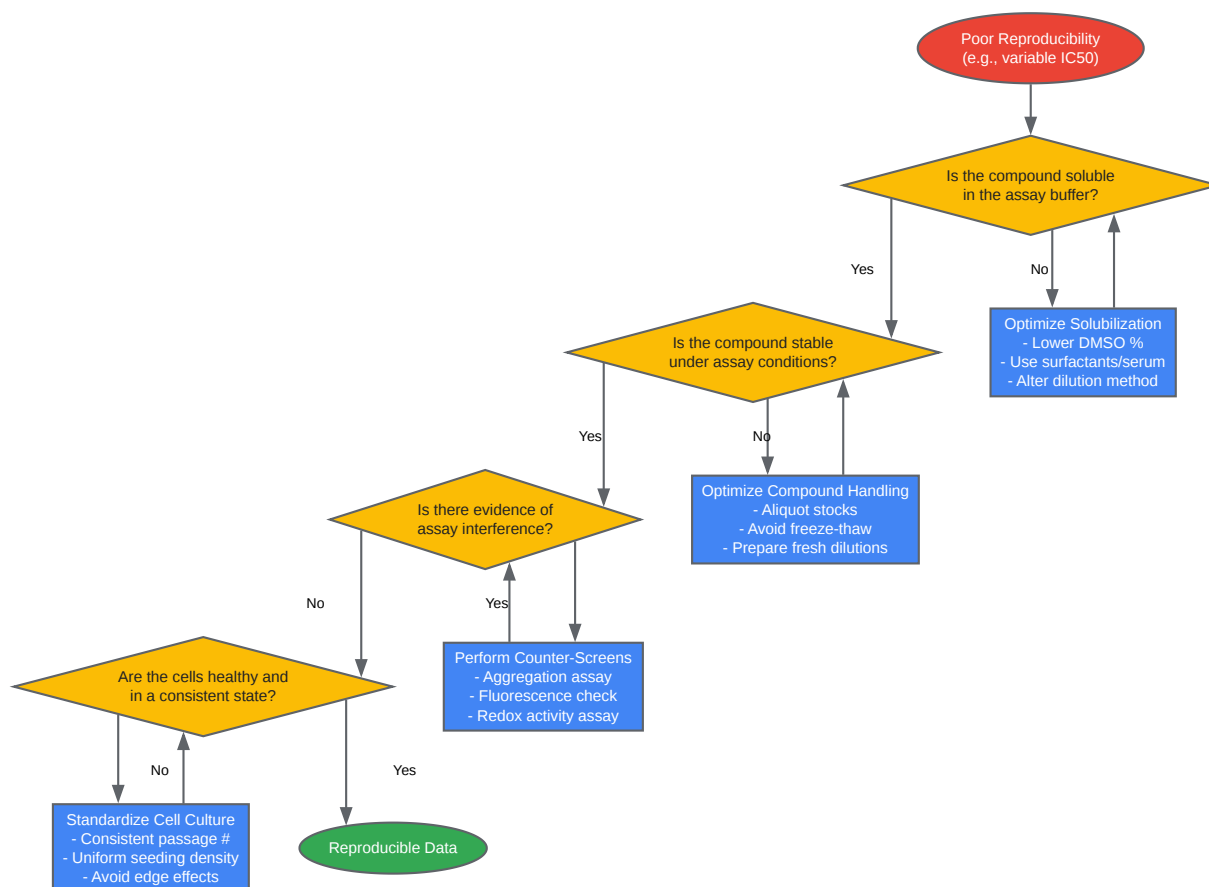 Poor Reproducibility
(e.g., variable IC50)
Is the compound soluble
in the assay buffer?
Yes
No
Optimize Solubilization
- Lower DMSO %
- Use surfactants/serum
- Alter dilution method
Is the compound stable
under assay conditions?
Yes
No
Optimize Compound Handling
- Aliquot stocks
- Avoid freeze-thaw
- Prepare fresh dilutions
Is there evidence of
assay interference?
No
Yes
Perform Counter-Screens
- Aggregation assay
- Fluorescence check
- Redox activity assay
Are the cells healthy and
in a consistent state?
No
Yes
Standardize Cell Culture
- Consistent passage #
- Uniform seeding density
- Avoid edge effects
Reproducible Data